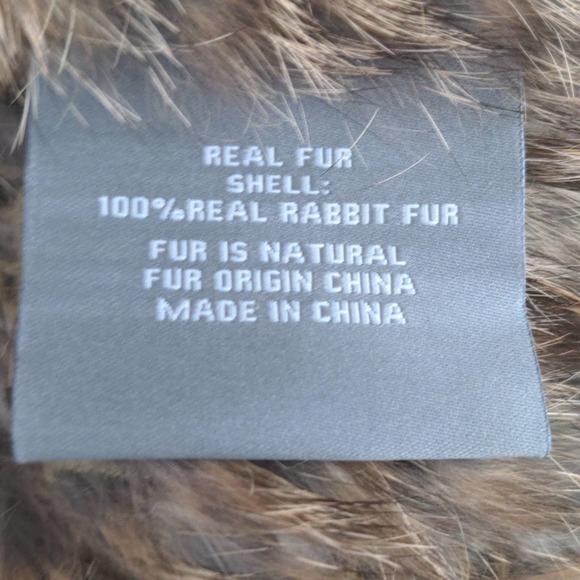 REAL FUR
SHELL:
100%REAL RABBIT FUR
FUR IS NATURAL
FUR ORIGIN CHINA
MADE IN CHINA